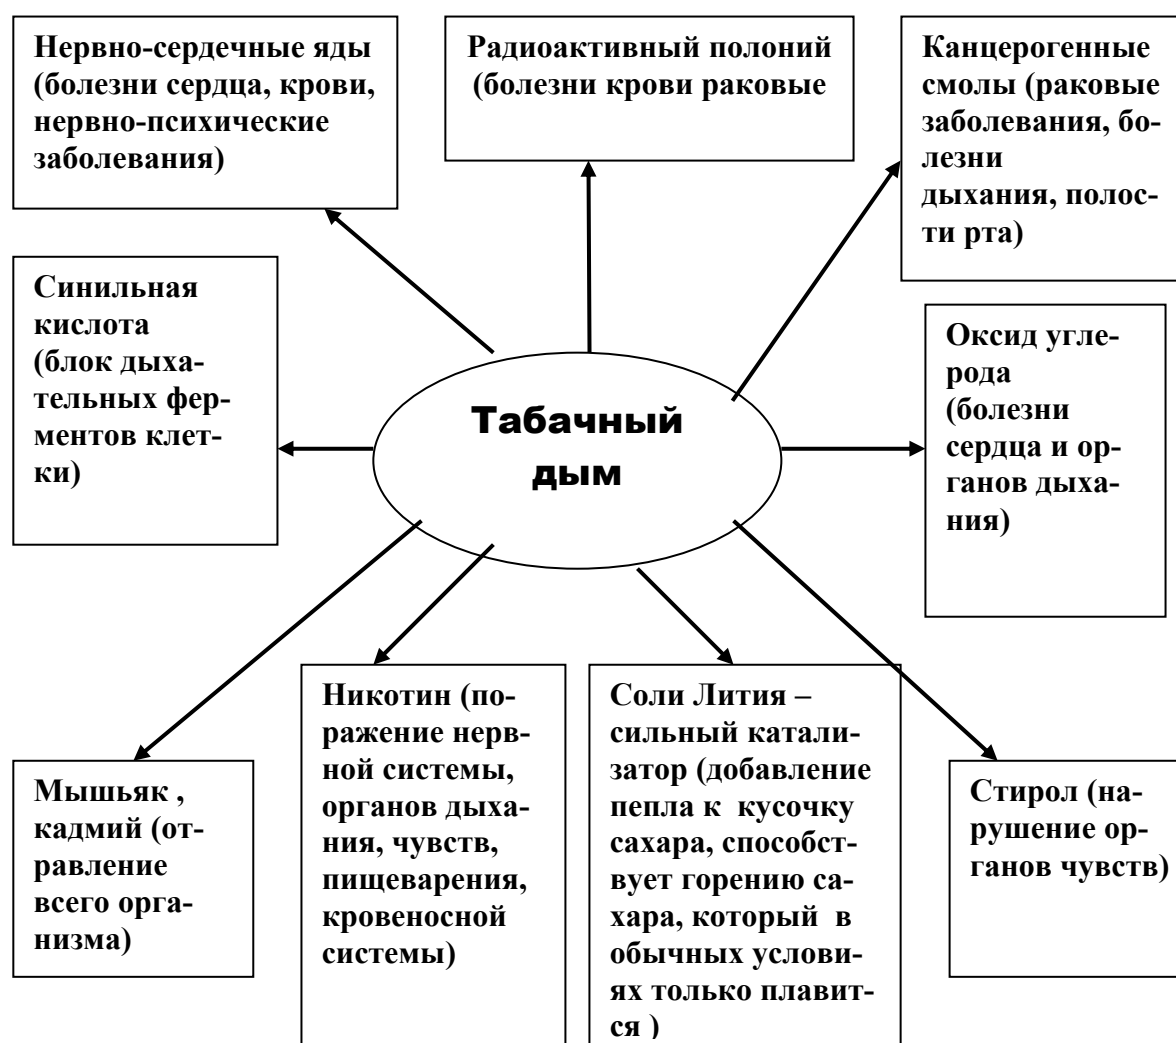 Нервно-сердечные яды
(болезни сердца, крови,
нервно-психические
заболевания)
Радиоактивный полоний
(болезни крови раковые
Канцерогенные
смолы (раковые
заболевания, бо-
лезни
дыхания, полос-
ти рта)
Синильная
кислота
(блок дыха-
тельных фер-
ментов клет-
ки)
Табачный
дым
Оксид угле-
рода
(болезни
сердца и ор-
ганов дыха-
ния)
Мышьяк ,
кадмий (от-
равление
всего орга-
низма)
Никотин (по-
ражение нерв-
ной системы,
органов дыха-
ния, чувств,
пищеварения,
кровеносной
системы)
Соли Лития –
сильный катали-
затор (добавление
пепла к кусочку
сахара, способст-
вует горению са-
хара, который в
обычных услови-
ях только плавит-
ся )
Стирол (на-
рушение ор-
ганов чувств)